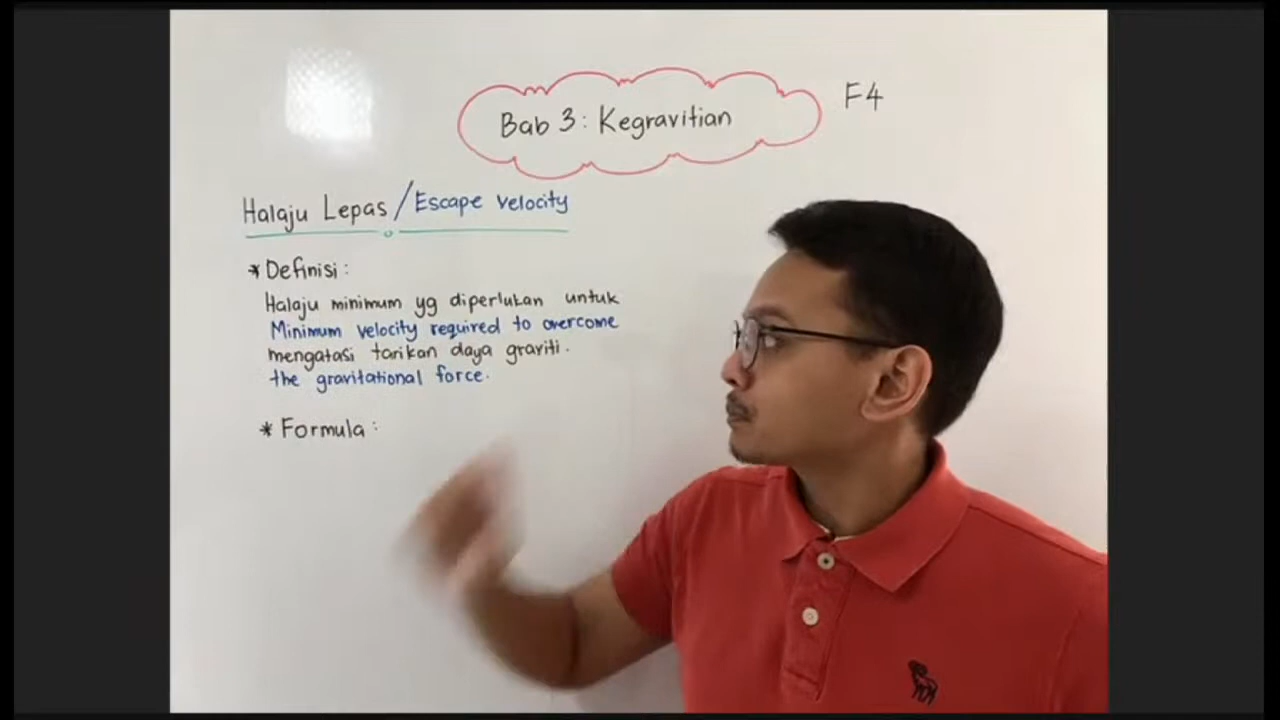 Bab 3: Kegravitian
F4
Halaju Lepas / Escape velocity
* Definisi :
Halaju minimum yg diperlukan untuk
Minimum velocity required to overcome
mengatasi tarikan daya graviti.
the gravitational force.
* Formula :